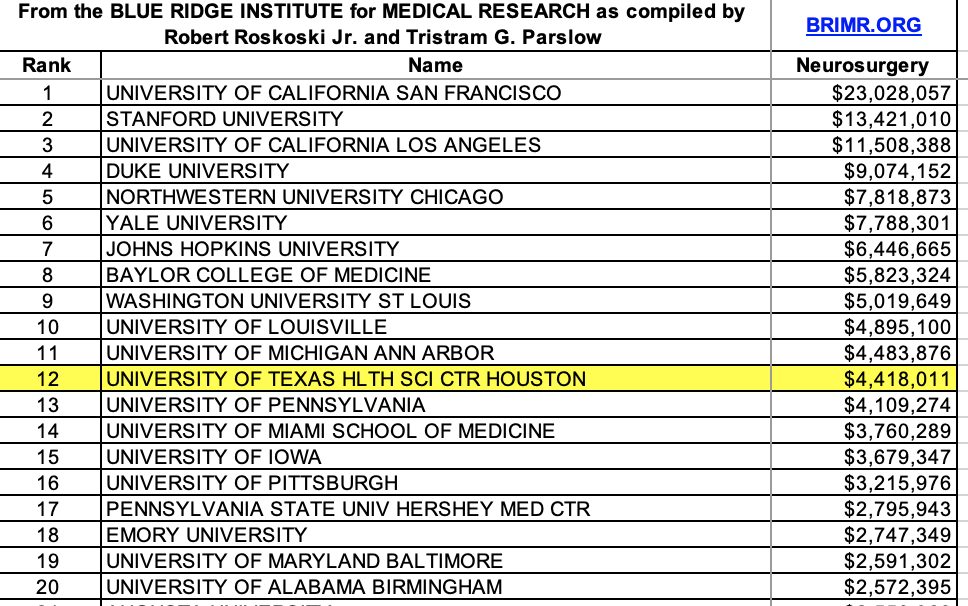 From the BLUE RIDGE INSTITUTE for MEDICAL RESEARCH as compiled by
Robert Roskoski Jr. and Tristram G. Parslow
BRIMR.ORG
Rank Name Neurosurgery
1 UNIVERSITY OF CALIFORNIA SAN FRANCISCO $23,028,057
2 STANFORD UNIVERSITY $13,421,010
3 UNIVERSITY OF CALIFORNIA LOS ANGELES $11,508,388
4 DUKE UNIVERSITY $9,074,152
5 NORTHWESTERN UNIVERSITY CHICAGO $7,818,873
6 YALE UNIVERSITY $7,788,301
7 JOHNS HOPKINS UNIVERSITY $6,446,665
8 BAYLOR COLLEGE OF MEDICINE $5,823,324
9 WASHINGTON UNIVERSITY ST LOUIS $5,019,649
10 UNIVERSITY OF LOUISVILLE $4,895,100
11 UNIVERSITY OF MICHIGAN ANN ARBOR $4,483,876
12 UNIVERSITY OF TEXAS HLTH SCI CTR HOUSTON $4,418,011
13 UNIVERSITY OF PENNSYLVANIA $4,109,274
14 UNIVERSITY OF MIAMI SCHOOL OF MEDICINE $3,760,289
15 UNIVERSITY OF IOWA $3,679,347
16 UNIVERSITY OF PITTSBURGH $3,215,976
17 PENNSYLVANIA STATE UNIV HERSHEY MED CTR $2,795,943
18 EMORY UNIVERSITY $2,747,349
19 UNIVERSITY OF MARYLAND BALTIMORE $2,591,302
20 UNIVERSITY OF ALABAMA BIRMINGHAM $2,572,395